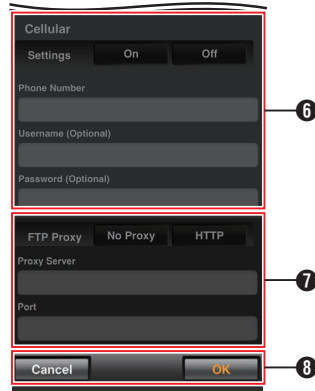 Cellular
Settings On Off
Phone Number
Username (Optional)
Password (Optional)
6
FTP Proxy No Proxy HTTP
Proxy Server
Port
7
Cancel OK
8